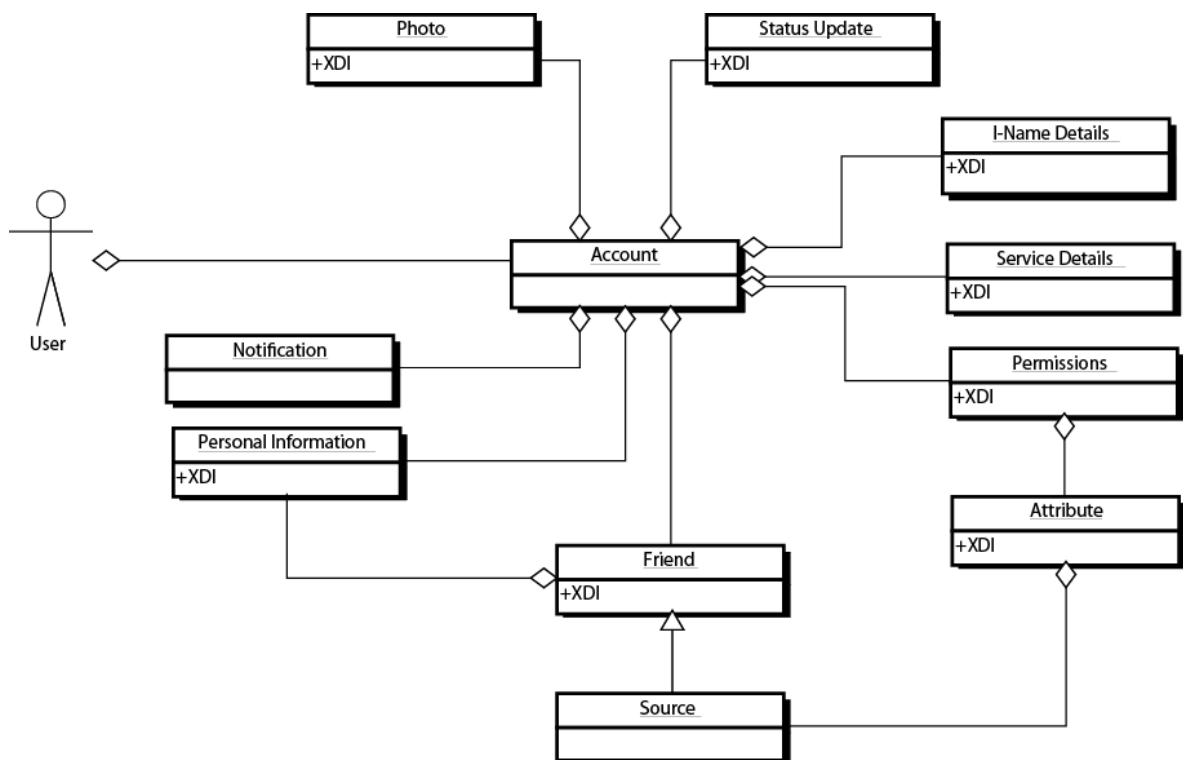 Photo
+XDI
Status Update
+XDI
I-Name Details
+XDI
Account
Service Details
+XDI
User
Notification
Permissions
+XDI
Personal Information
+XDI
Attribute
+XDI
Friend
+XDI
Source